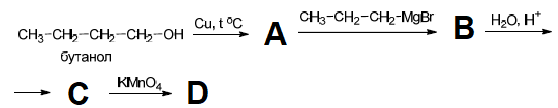 CH₃-CH₂-CH₂-CH₂-OH Cu, t °C A CH₃-CH₂-CH₂-MgBr B H₂O, H⁺
бутанол
C KMnO₄ D